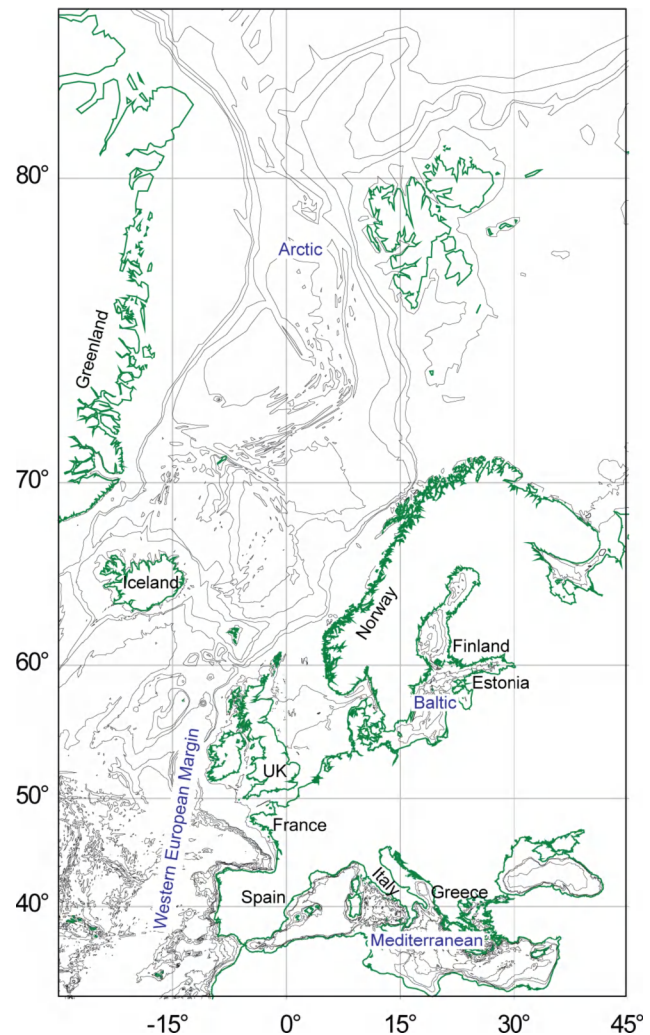 80°
Arctic
Greenland
70°
Iceland
Norway
Finland
60°
Estonia
Baltic
Western European Margin
UK
50°
France
Spain
Italy
Greece
40°
Mediterranean
-15°
0°
15°
30°
45°